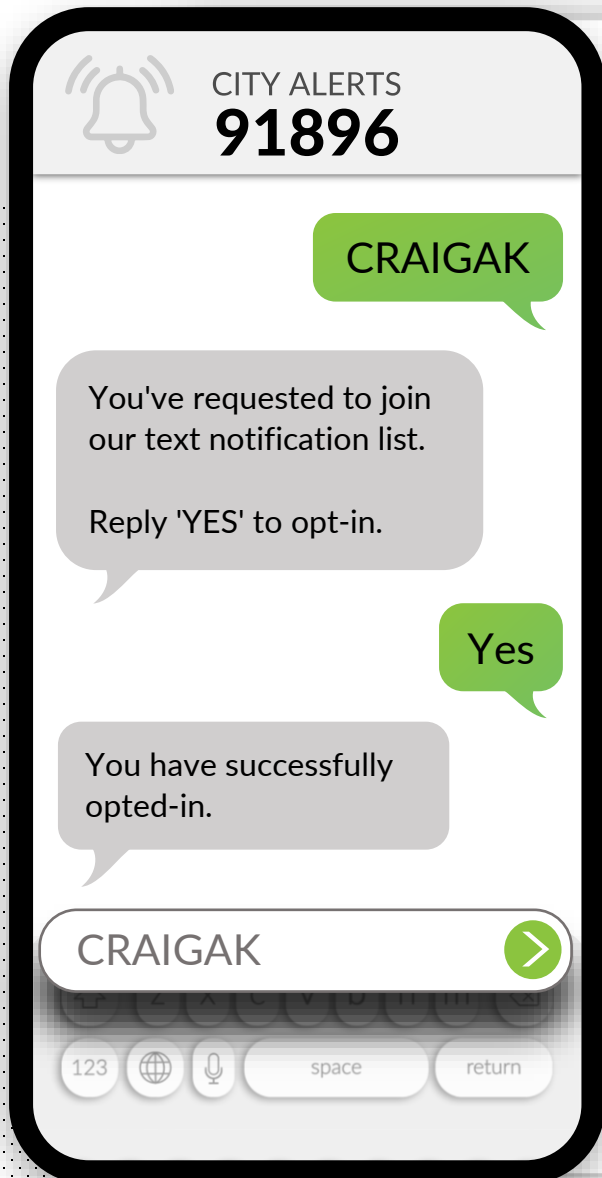 CITY ALERTS
91896
CRAIGAK
You've requested to join
our text notification list.
Reply 'YES' to opt-in.
Yes
You have successfully
opted-in.
CRAIGAK
Z X C V B n m
123 space return